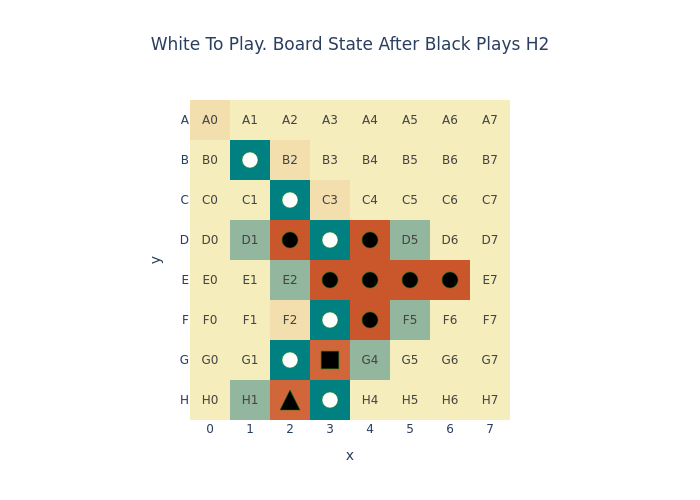 White To Play. Board State After Black Plays H2
A A0 A1 A2 A3 A4 A5 A6 A7
B B0 B2 B3 B4 B5 B6 B7
C C0 C1 C3 C4 C5 C6 C7
D D0 D1 D5 D6 D7
y
E E0 E1 E2 E7
F F0 F1 F2 F5 F6 F7
G G0 G1 G4 G5 G6 G7
H H0 H1 H4 H5 H6 H7
0 1 2 3 4 5 6 7
x